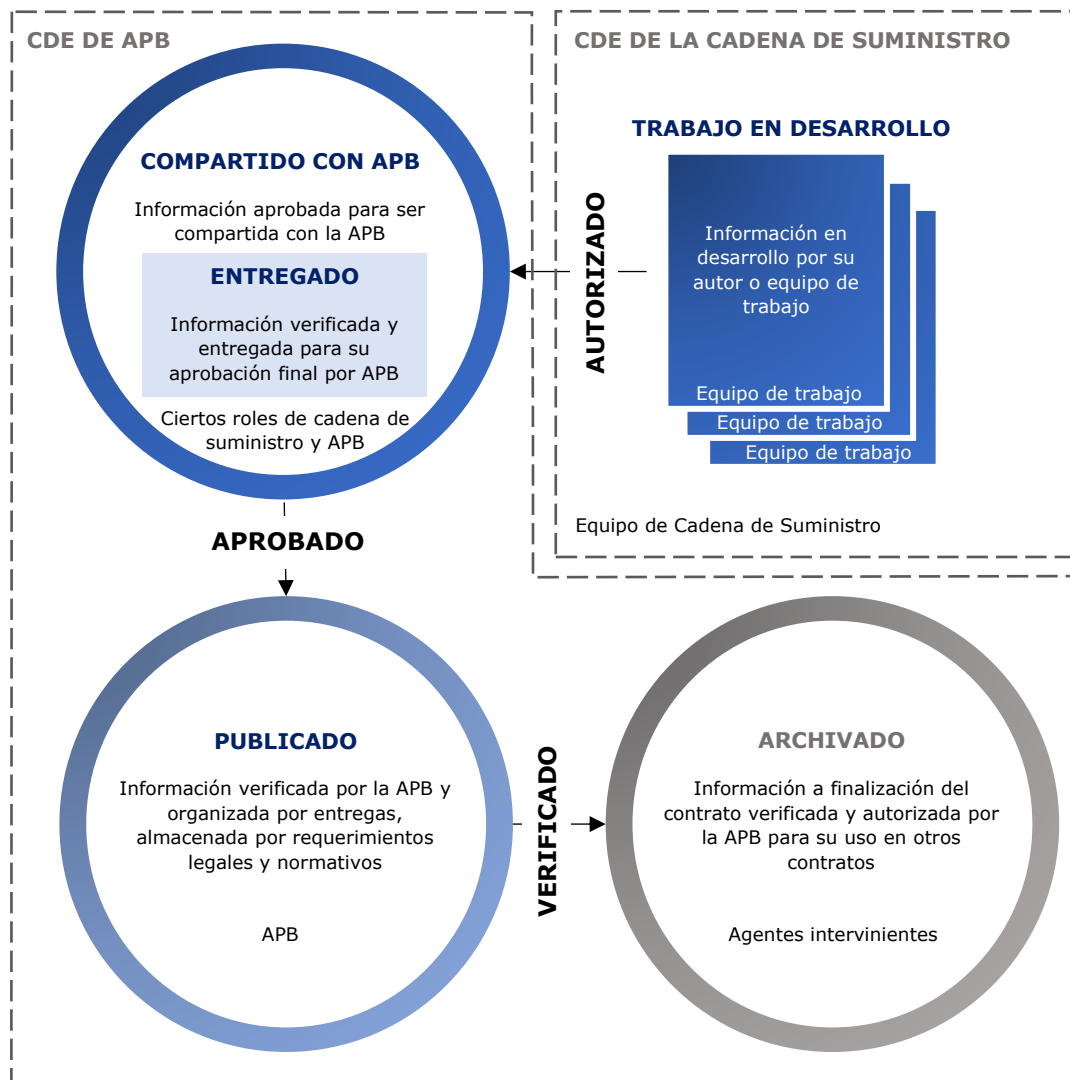 CDE DE APB
CDE DE LA CADENA DE SUMINISTRO
COMPARTIDO CON APB
Información aprobada para ser
compartida con la APB
ENTREGADO
Información verificada y
entregada para su
aprobación final por APB
Ciertos roles de cadena de
suministro y APB
AUTORIZADO
TRABAJO EN DESARROLLO
Información en
desarrollo por su
autor o equipo de
trabajo
Equipo de trabajo
Equipo de trabajo
Equipo de trabajo
Equipo de Cadena de Suministro
APROBADO
PUBLICADO
Información verificada por la APB y
organizada por entregas,
almacenada por requerimientos
legales y normativos
APB
VERIFICADO
ARCHIVADO
Información a finalización del
contrato verificada y autorizada por
la APB para su uso en otros
contratos
Agentes intervinientes